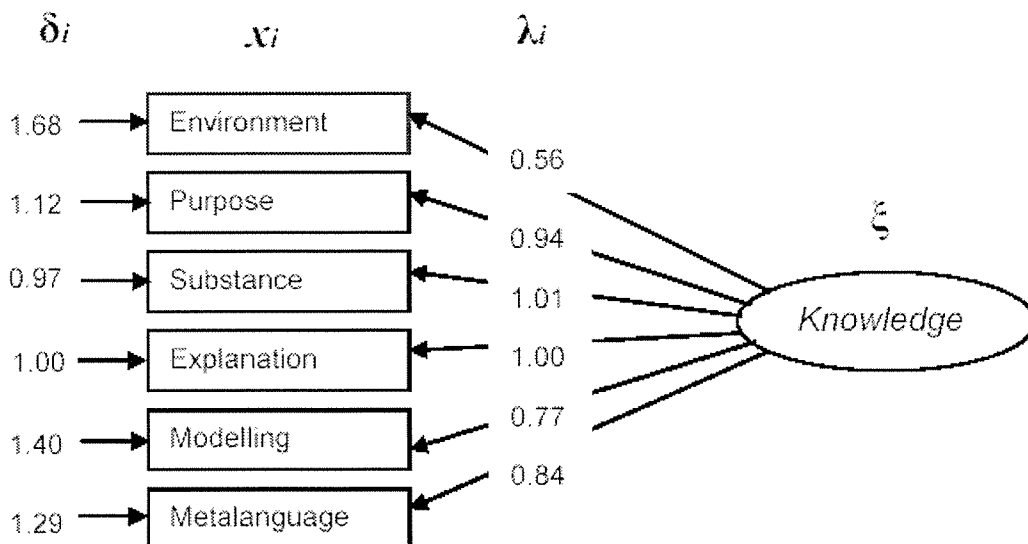 δi xi λi
1.68 Environment
0.56
1.12 Purpose
ξ
0.94
0.97 Substance
1.01
Knowledge
1.00 Explanation
1.00
0.77
1.40 Modelling
0.84
1.29 Metalanguage